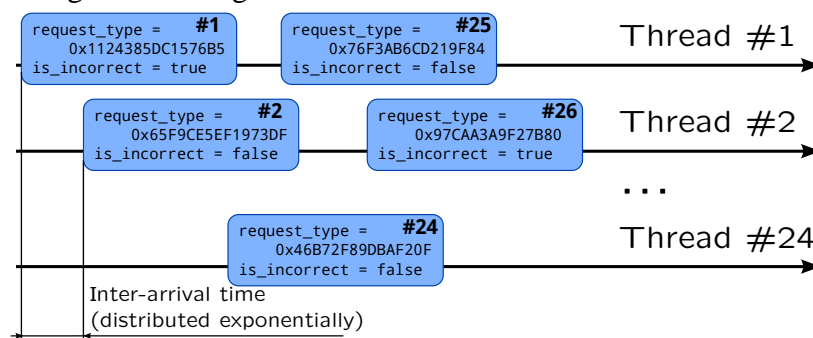 request_type = #1
0x1124385DC1576B5
is_incorrect = true
request_type = #25
0x76F3AB6CD219F84
is_incorrect = false
Thread #1
request_type = #2
0x65F9CE5EF1973DF
is_incorrect = false
request_type = #26
0x97CAA3A9F27B80
is_incorrect = true
Thread #2
...
request_type = #24
0x46B72F89DBAF20F
is_incorrect = false
Thread #24
Inter-arrival time
(distributed exponentially)